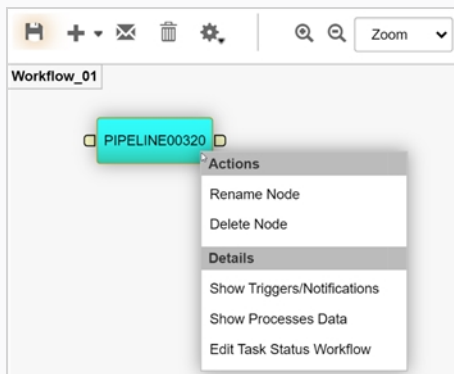 Zoom
Workflow_01
PIPELINE00320
Actions
Rename Node
Delete Node
Details
Show Triggers/Notifications
Show Processes Data
Edit Task Status Workflow